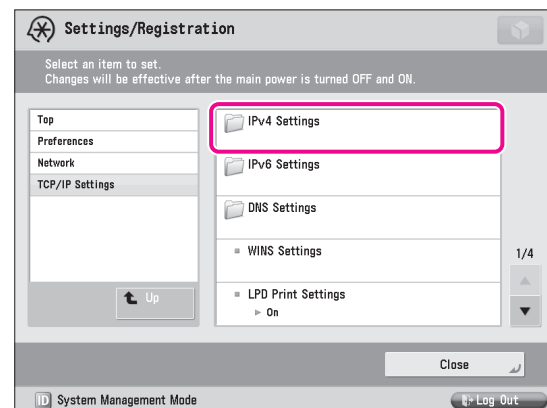 Settings/Registration
Select an item to set.
Changes will be effective after the main power is turned OFF and ON.
Top
Preferences
Network
TCP/IP Settings
Up
IPv4 Settings
IPv6 Settings
DNS Settings
WINS Settings
LPD Print Settings
On
1/4
Close
ID System Management Mode
Log Out